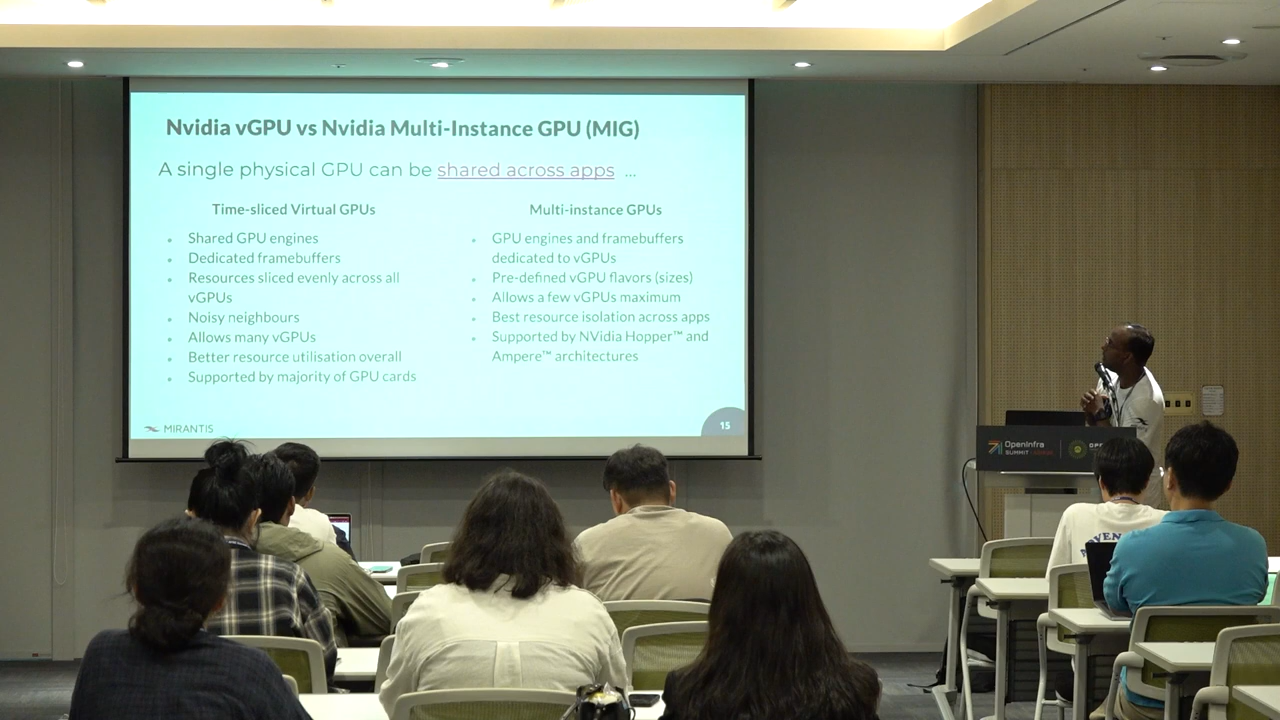 Nvidia vGPU vs Nvidia Multi-Instance GPU (MIG)
A single physical GPU can be shared across apps ...
Time-sliced Virtual GPUs
• Shared GPU engines
• Dedicated framebuffers
• Resources sliced evenly across all
vGPUs
• Noisy neighbours
• Allows many vGPUs
• Better resource utilisation overall
• Supported by majority of GPU cards
Multi-instance GPUs
• GPU engines and framebuffers
dedicated to vGPUs
• Pre-defined vGPU flavors (sizes)
• Allows a few vGPUs maximum
• Best resource isolation across apps
• Supported by NVidia Hopper™ and
Ampere™ architectures
MIRANTIS
15
OpenInfra
SUMMIT